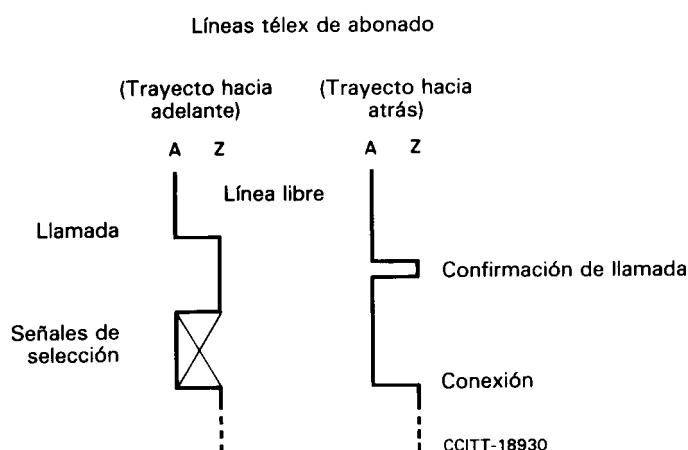 Líneas télex de abonado
(Trayecto hacia
adelante)
(Trayecto hacia
atrás)
A Z
A Z
Línea libre
Llamada
Confirmación de llamada
Señales de
selección
Conexión
CCITT-18930